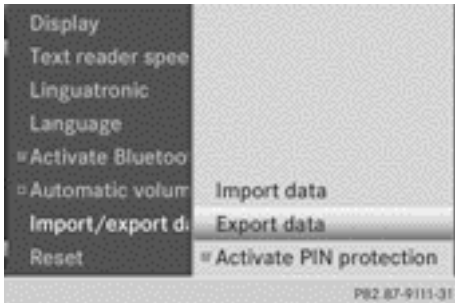 Display
Text reader spee
Linguatronic
Language
Activate Bluetoo
Automatic volum
Import/export da
Reset
Import data
Export data
Activate PIN protection
P82.87-9111-31